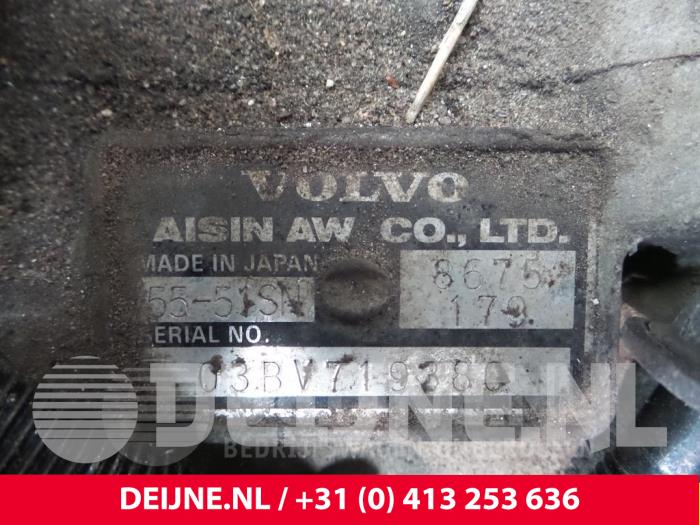 VOLVO
AISIN AW CO., LTD.
MADE IN JAPAN
8675
55-51SN
179
SERIAL NO.
03BV719380
DEIJNE.NL
DEIJNE.NL / +31 (0) 413 253 636